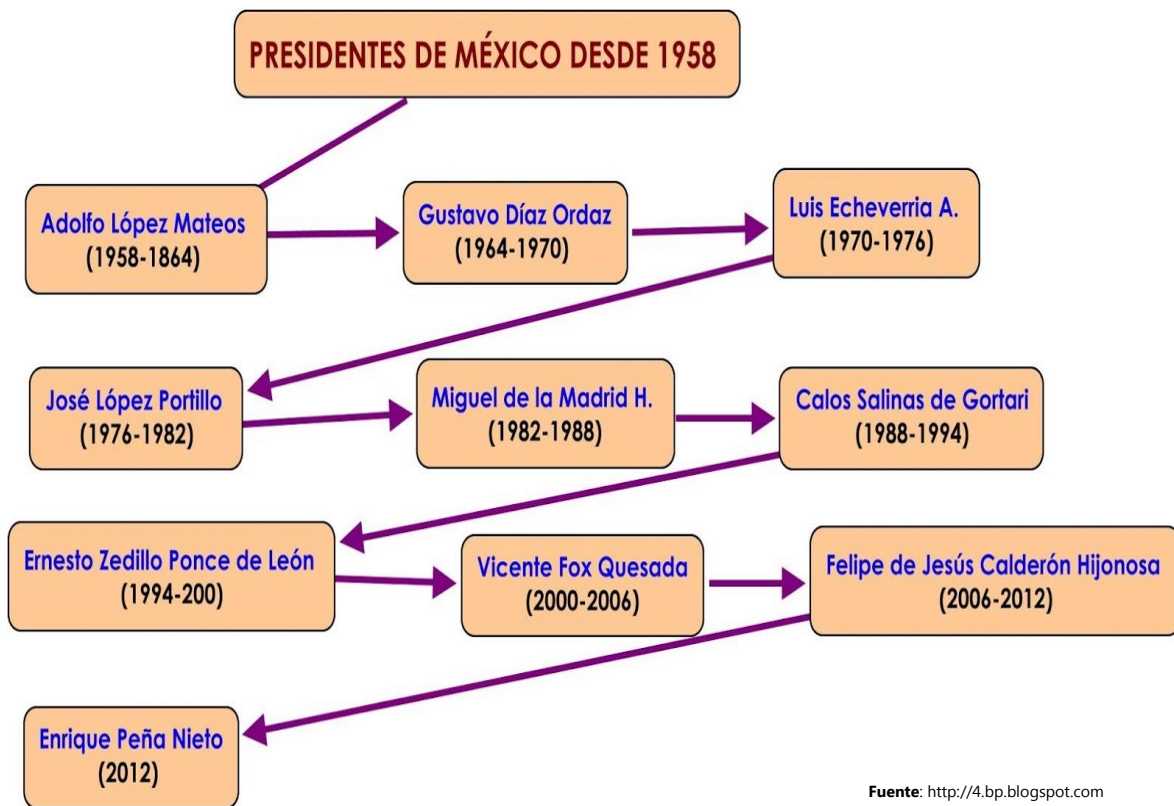 PRESIDENTES DE MÉXICO DESDE 1958
Adolfo López Mateos
(1958-1864)
Gustavo Díaz Ordaz
(1964-1970)
Luis Echeverria A.
(1970-1976)
José López Portillo
(1976-1982)
Miguel de la Madrid H.
(1982-1988)
Calos Salinas de Gortari
(1988-1994)
Ernesto Zedillo Ponce de León
(1994-200)
Vicente Fox Quesada
(2000-2006)
Felipe de Jesús Calderón Hijonosa
(2006-2012)
Enrique Peña Nieto
(2012)
Fuente: http://4.bp.blogspot.com